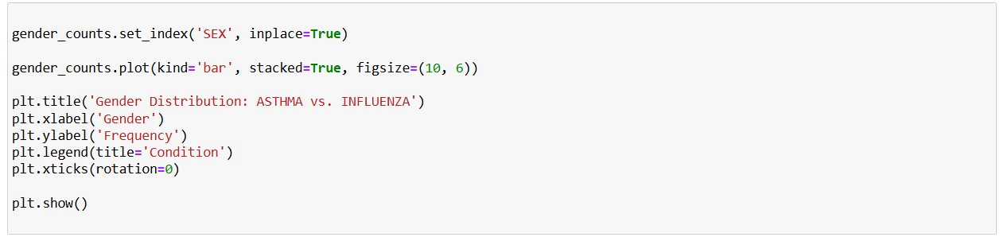 gender_counts.set_index('SEX', inplace=True)
gender_counts.plot(kind='bar', stacked=True, figsize=(10, 6))
plt.title('Gender Distribution: ASTHMA vs. INFLUENZA')
plt.xlabel('Gender')
plt.ylabel('Frequency')
plt.legend(title='Condition')
plt.xticks(rotation=0)
plt.show()